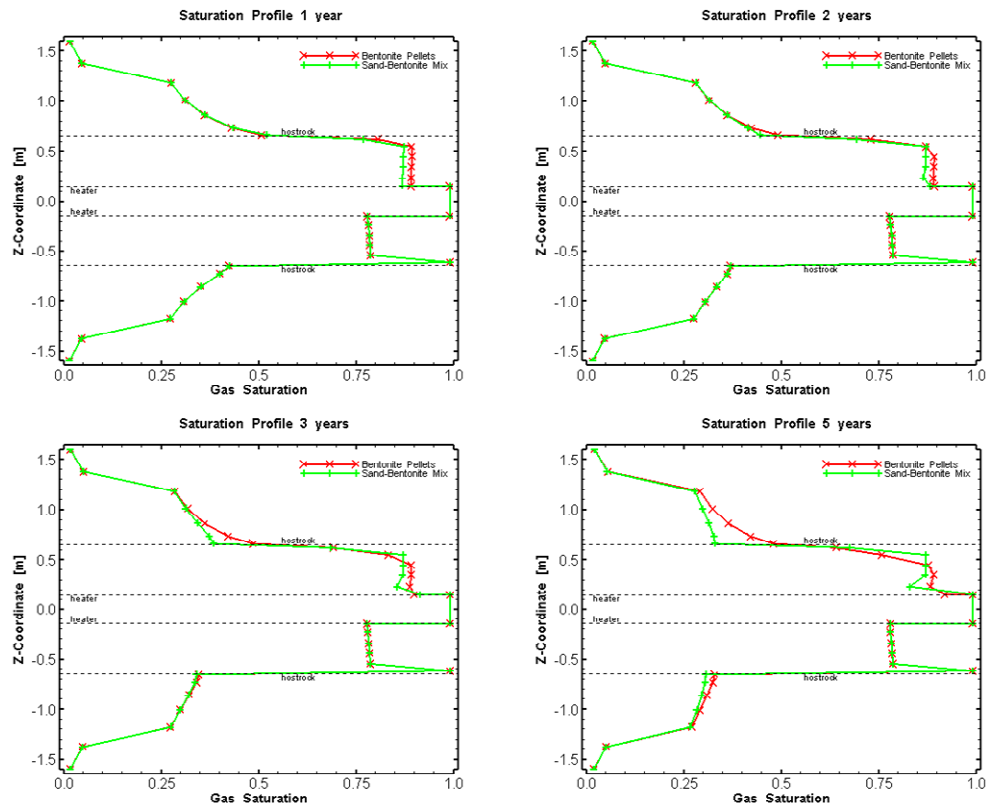 Saturation Profile 1 year
Bentonite Pellets
Sand-Bentonite Mix
Z-Coordinate [m]
1.5
1.0
0.5
0.0
-0.5
-1.0
-1.5
hostrock
heater
heater
hostrock
0.0 0.25 0.50 0.75 1.0
Gas Saturation
Saturation Profile 2 years
Bentonite Pellets
Sand-Bentonite Mix
Z-Coordinate [m]
1.5
1.0
0.5
0.0
-0.5
-1.0
-1.5
hostrock
heater
heater
hostrock
0.0 0.25 0.50 0.75 1.0
Gas Saturation
Saturation Profile 3 years
Bentonite Pellets
Sand-Bentonite Mix
Z-Coordinate [m]
1.5
1.0
0.5
0.0
-0.5
-1.0
-1.5
hostrock
heater
heater
hostrock
0.0 0.25 0.50 0.75 1.0
Gas Saturation
Saturation Profile 5 years
Bentonite Pellets
Sand-Bentonite Mix
Z-Coordinate [m]
1.5
1.0
0.5
0.0
-0.5
-1.0
-1.5
hostrock
heater
heater
hostrock
0.0 0.25 0.50 0.75 1.0
Gas Saturation